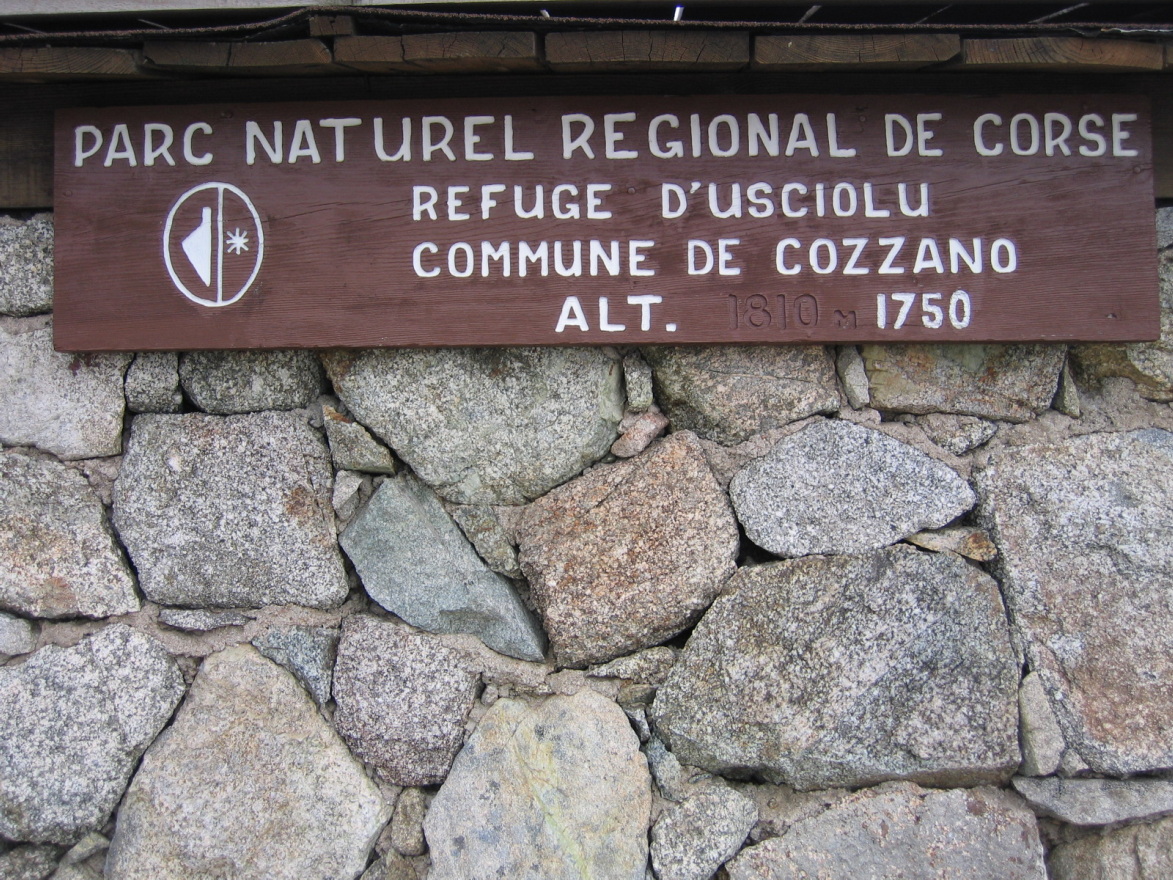 PARC NATUREL REGIONAL DE CORSE
REFUGE D'USCIOLU
COMMUNE DE COZZANO
ALT. 1810 M 1750